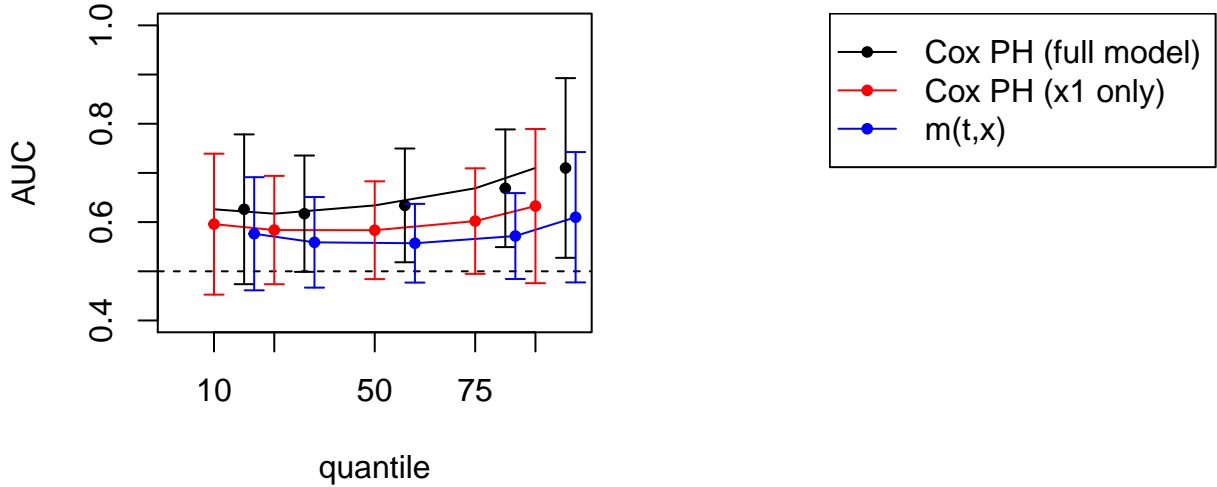 1.0
0.8
0.6
0.4
AUC
10
50
75
quantile
Cox PH (full model)
Cox PH (x1 only)
m(t,x)